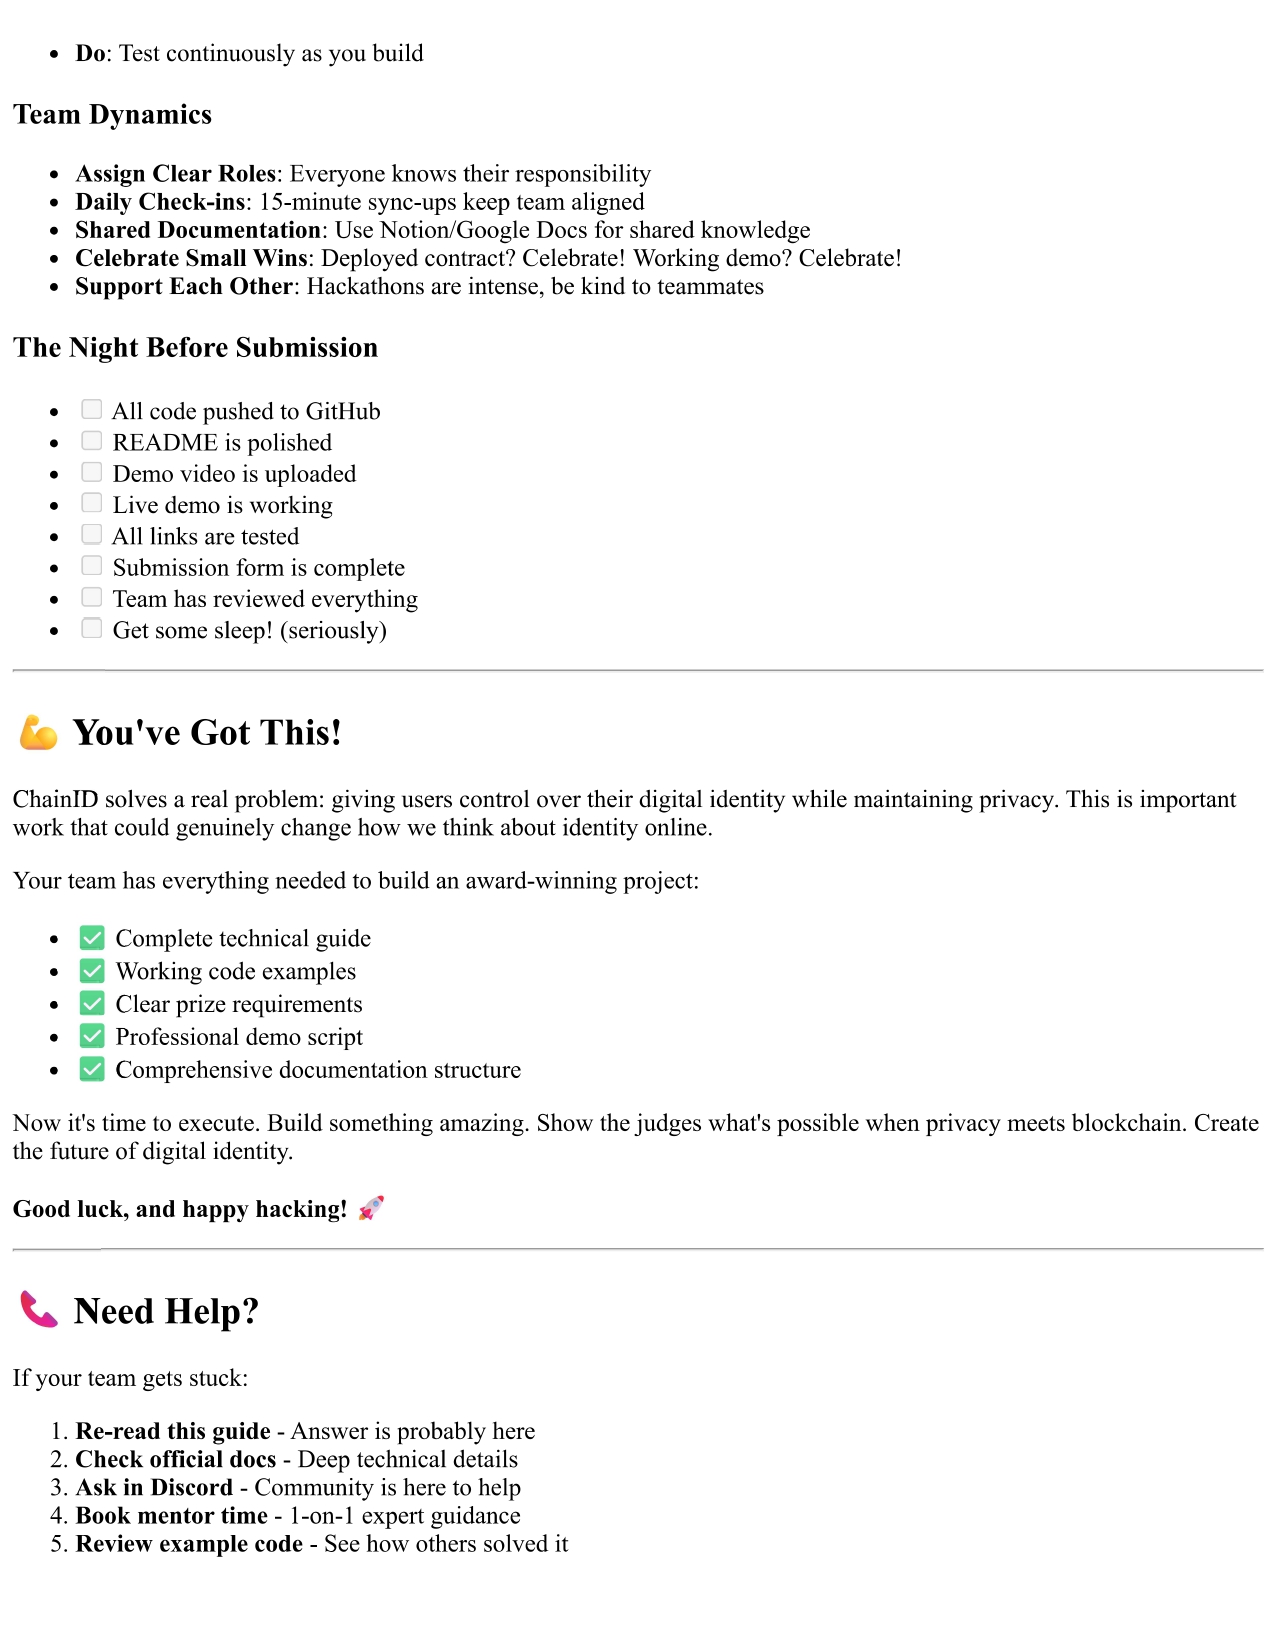 • Do: Test continuously as you build
Team Dynamics
• Assign Clear Roles: Everyone knows their responsibility
• Daily Check-ins: 15-minute sync-ups keep team aligned
• Shared Documentation: Use Notion/Google Docs for shared knowledge
• Celebrate Small Wins: Deployed contract? Celebrate! Working demo? Celebrate!
• Support Each Other: Hackathons are intense, be kind to teammates
The Night Before Submission
• ☐ All code pushed to GitHub
• ☐ README is polished
• ☐ Demo video is uploaded
• ☐ Live demo is working
• ☐ All links are tested
• ☐ Submission form is complete
• ☐ Team has reviewed everything
• ☐ Get some sleep! (seriously)
💪 You've Got This!
ChainID solves a real problem: giving users control over their digital identity while maintaining privacy. This is important
work that could genuinely change how we think about identity online.
Your team has everything needed to build an award-winning project:
• ✅ Complete technical guide
• ✅ Working code examples
• ✅ Clear prize requirements
• ✅ Professional demo script
• ✅ Comprehensive documentation structure
Now it's time to execute. Build something amazing. Show the judges what's possible when privacy meets blockchain. Create
the future of digital identity.
Good luck, and happy hacking! 🚀
📞 Need Help?
If your team gets stuck:
1. Re-read this guide - Answer is probably here
2. Check official docs - Deep technical details
3. Ask in Discord - Community is here to help
4. Book mentor time - 1-on-1 expert guidance
5. Review example code - See how others solved it